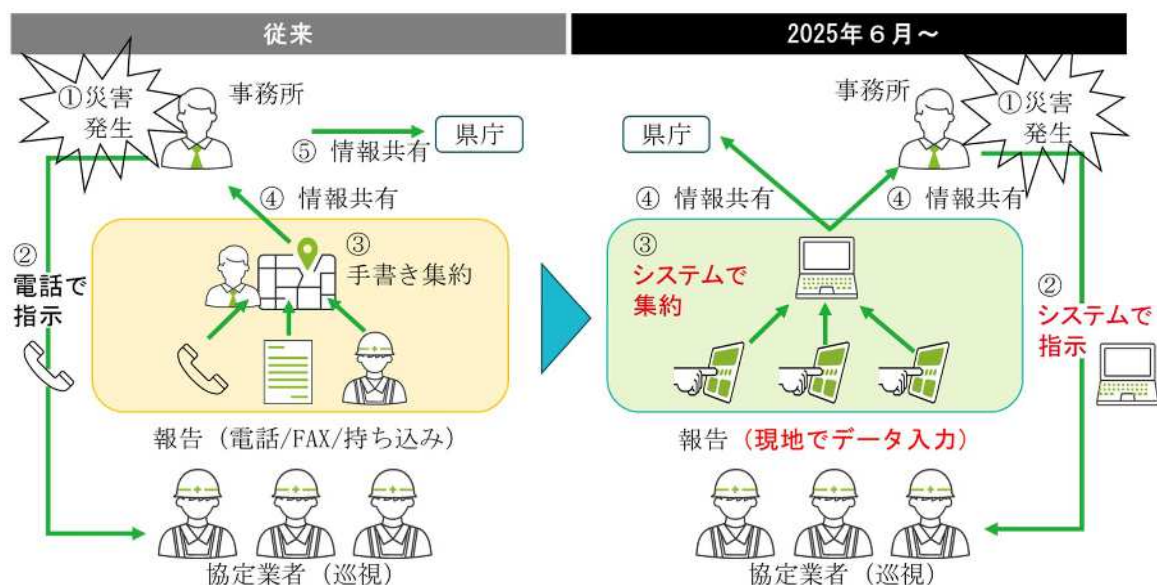 従来
①災害
発生
事務所
県庁
⑤ 情報共有
④ 情報共有
②
電話で
指示
③
手書き集約
報告（電話/FAX/持ち込み）
協定業者（巡視）
2025年６月～
事務所
①災害
発生
県庁
④ 情報共有
④ 情報共有
③
システムで
集約
②
システムで
指示
報告（現地でデータ入力）
協定業者（巡視）